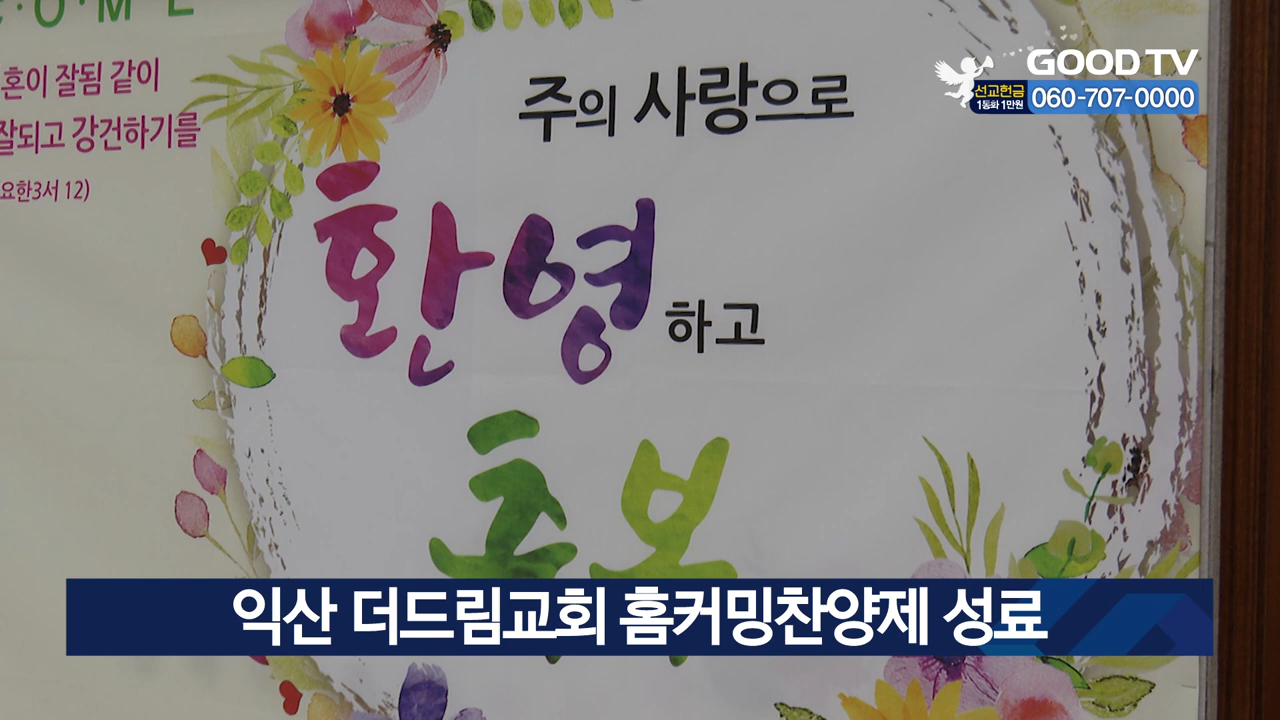 C·O·M·E
혼이 잘됨 같이
잘되고 강건하기를
요한3서 12)
주의 사랑으로
환영하고
축복
GOOD TV
선교헌금
1통화 1만원
060-707-0000
익산 더드림교회 홈커밍찬양제 성료